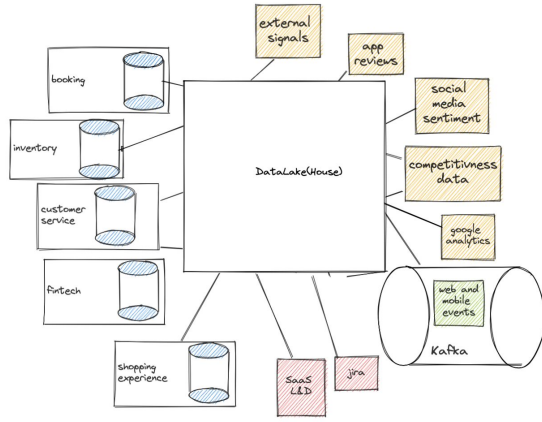 external
signals
app
reviews
booking
social
media
sentiment
inventory
DataLake(House)
competitivness
data
customer
service
google
analytics
fintech
web and
mobile
events
Kafka
shopping
experience
SaaS
L&D
jira